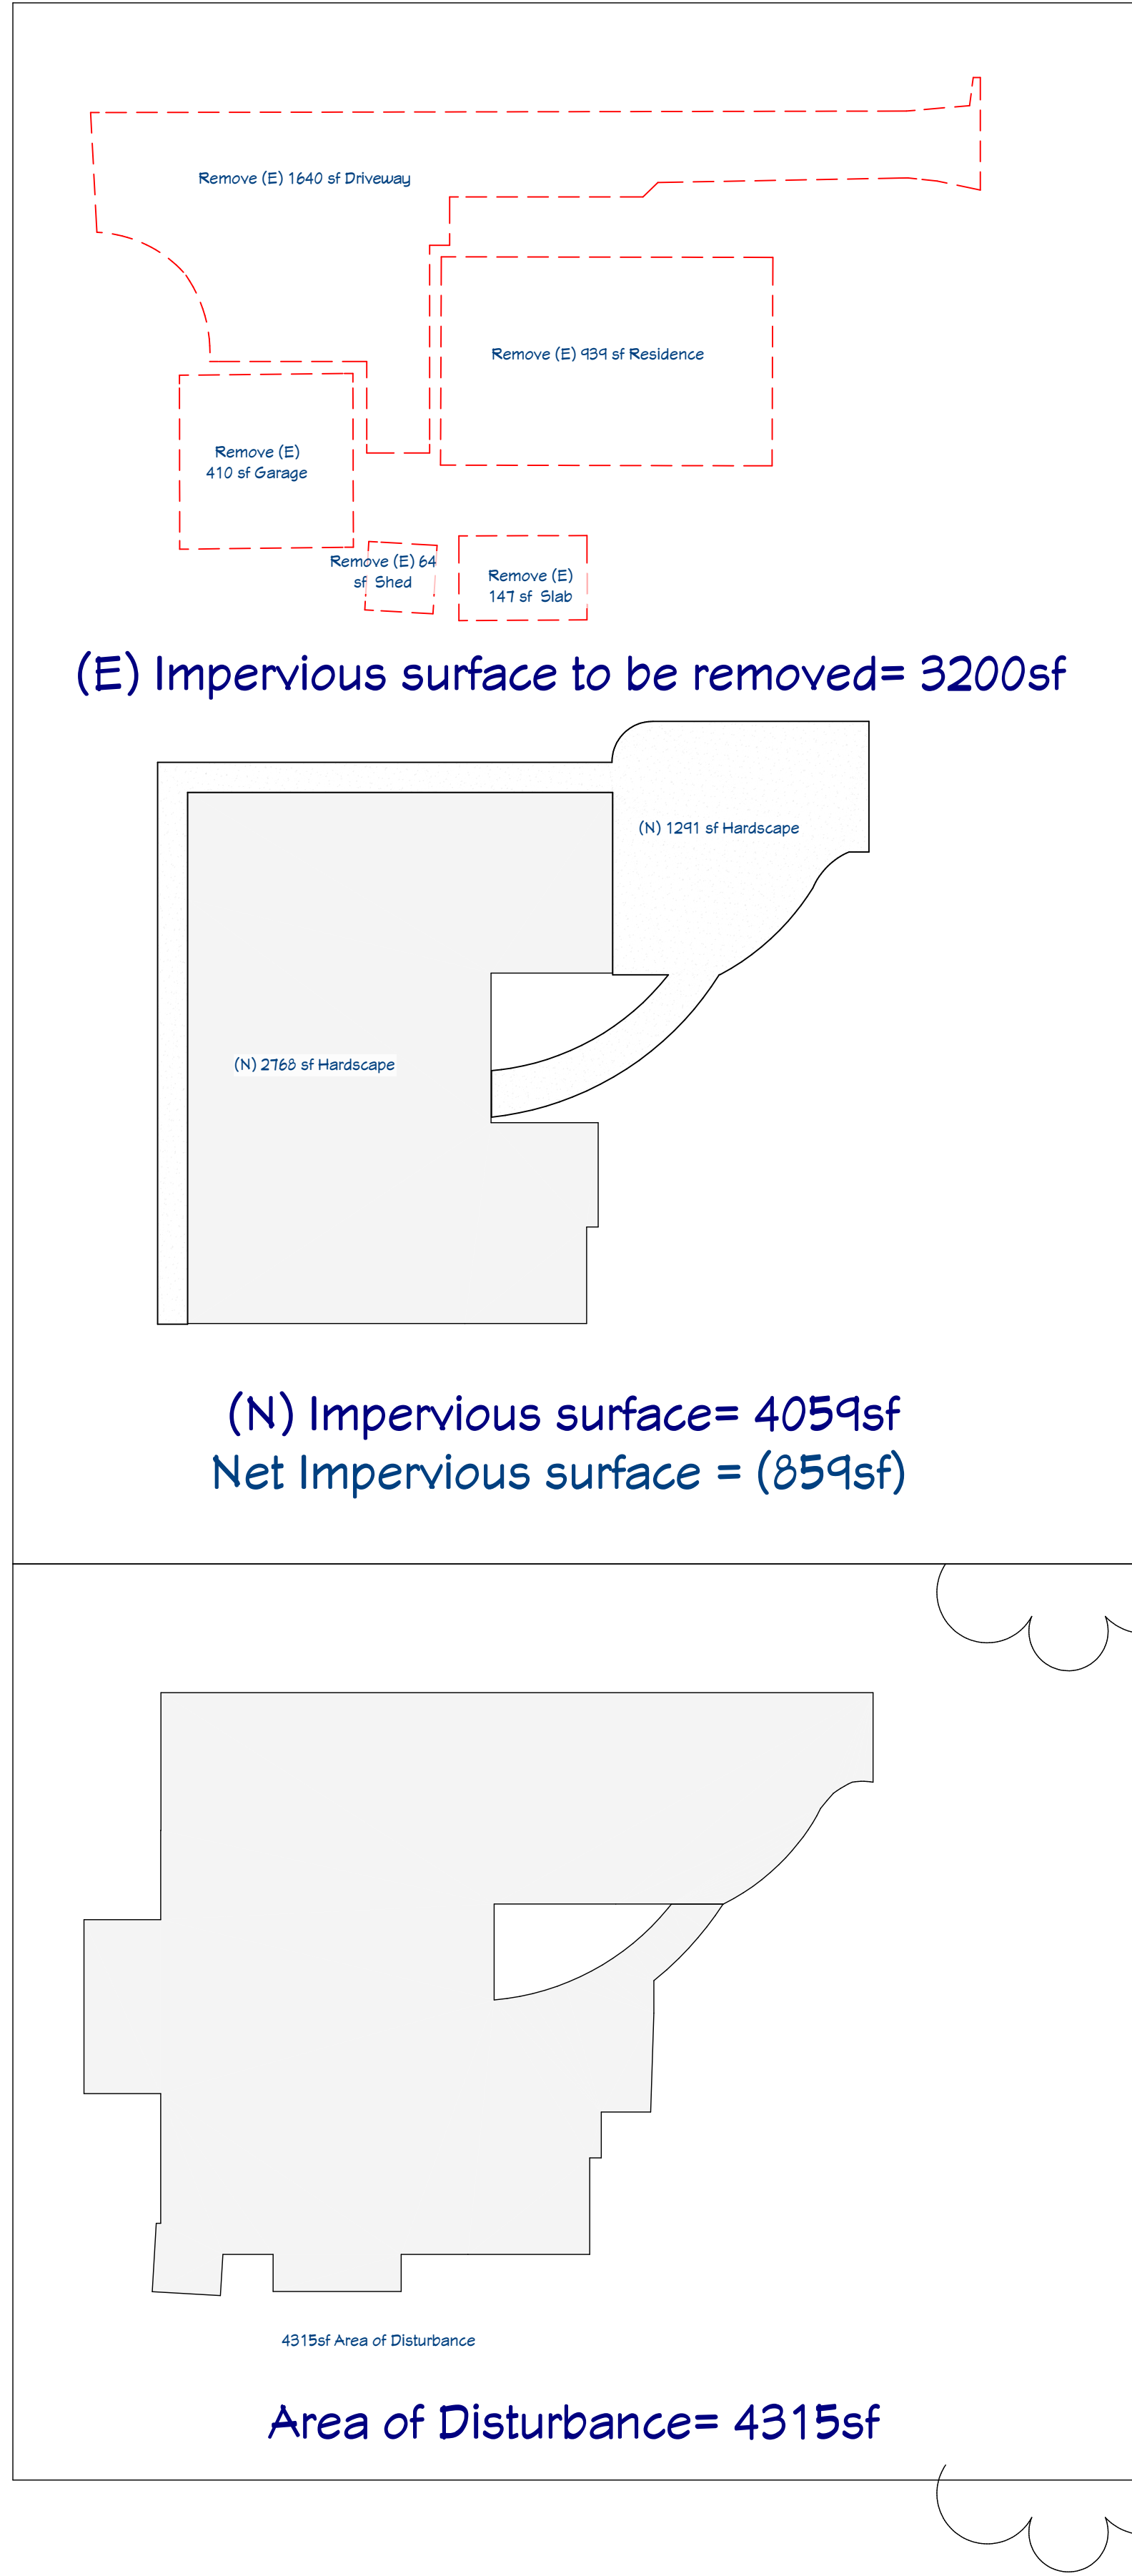 Remove (E) 1640 sf Driveway
Remove (E) 939 sf Residence
Remove (E)
410 sf Garage
Remove (E) 64
sf Shed
Remove (E)
147 sf Slab
(E) Impervious surface to be removed= 3200sf
(N) 1291 sf Hardscape
(N) 2768 sf Hardscape
(N) Impervious surface= 4059sf
Net Impervious surface = (859sf)
4315sf Area of Disturbance
Area of Disturbance= 4315sf